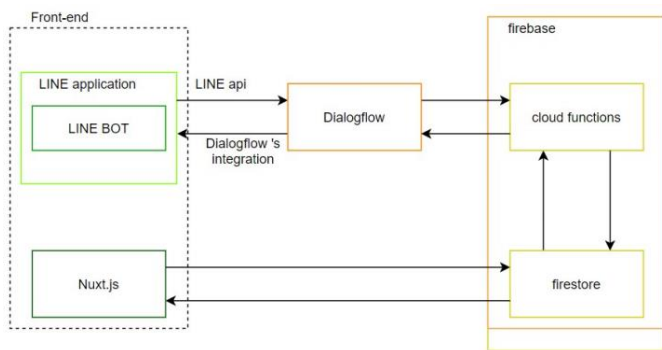 Front-end
firebase
LINE application
LINE api
LINE BOT
Dialogflow
cloud functions
Dialogflow 's
integration
Nuxt.js
firestore